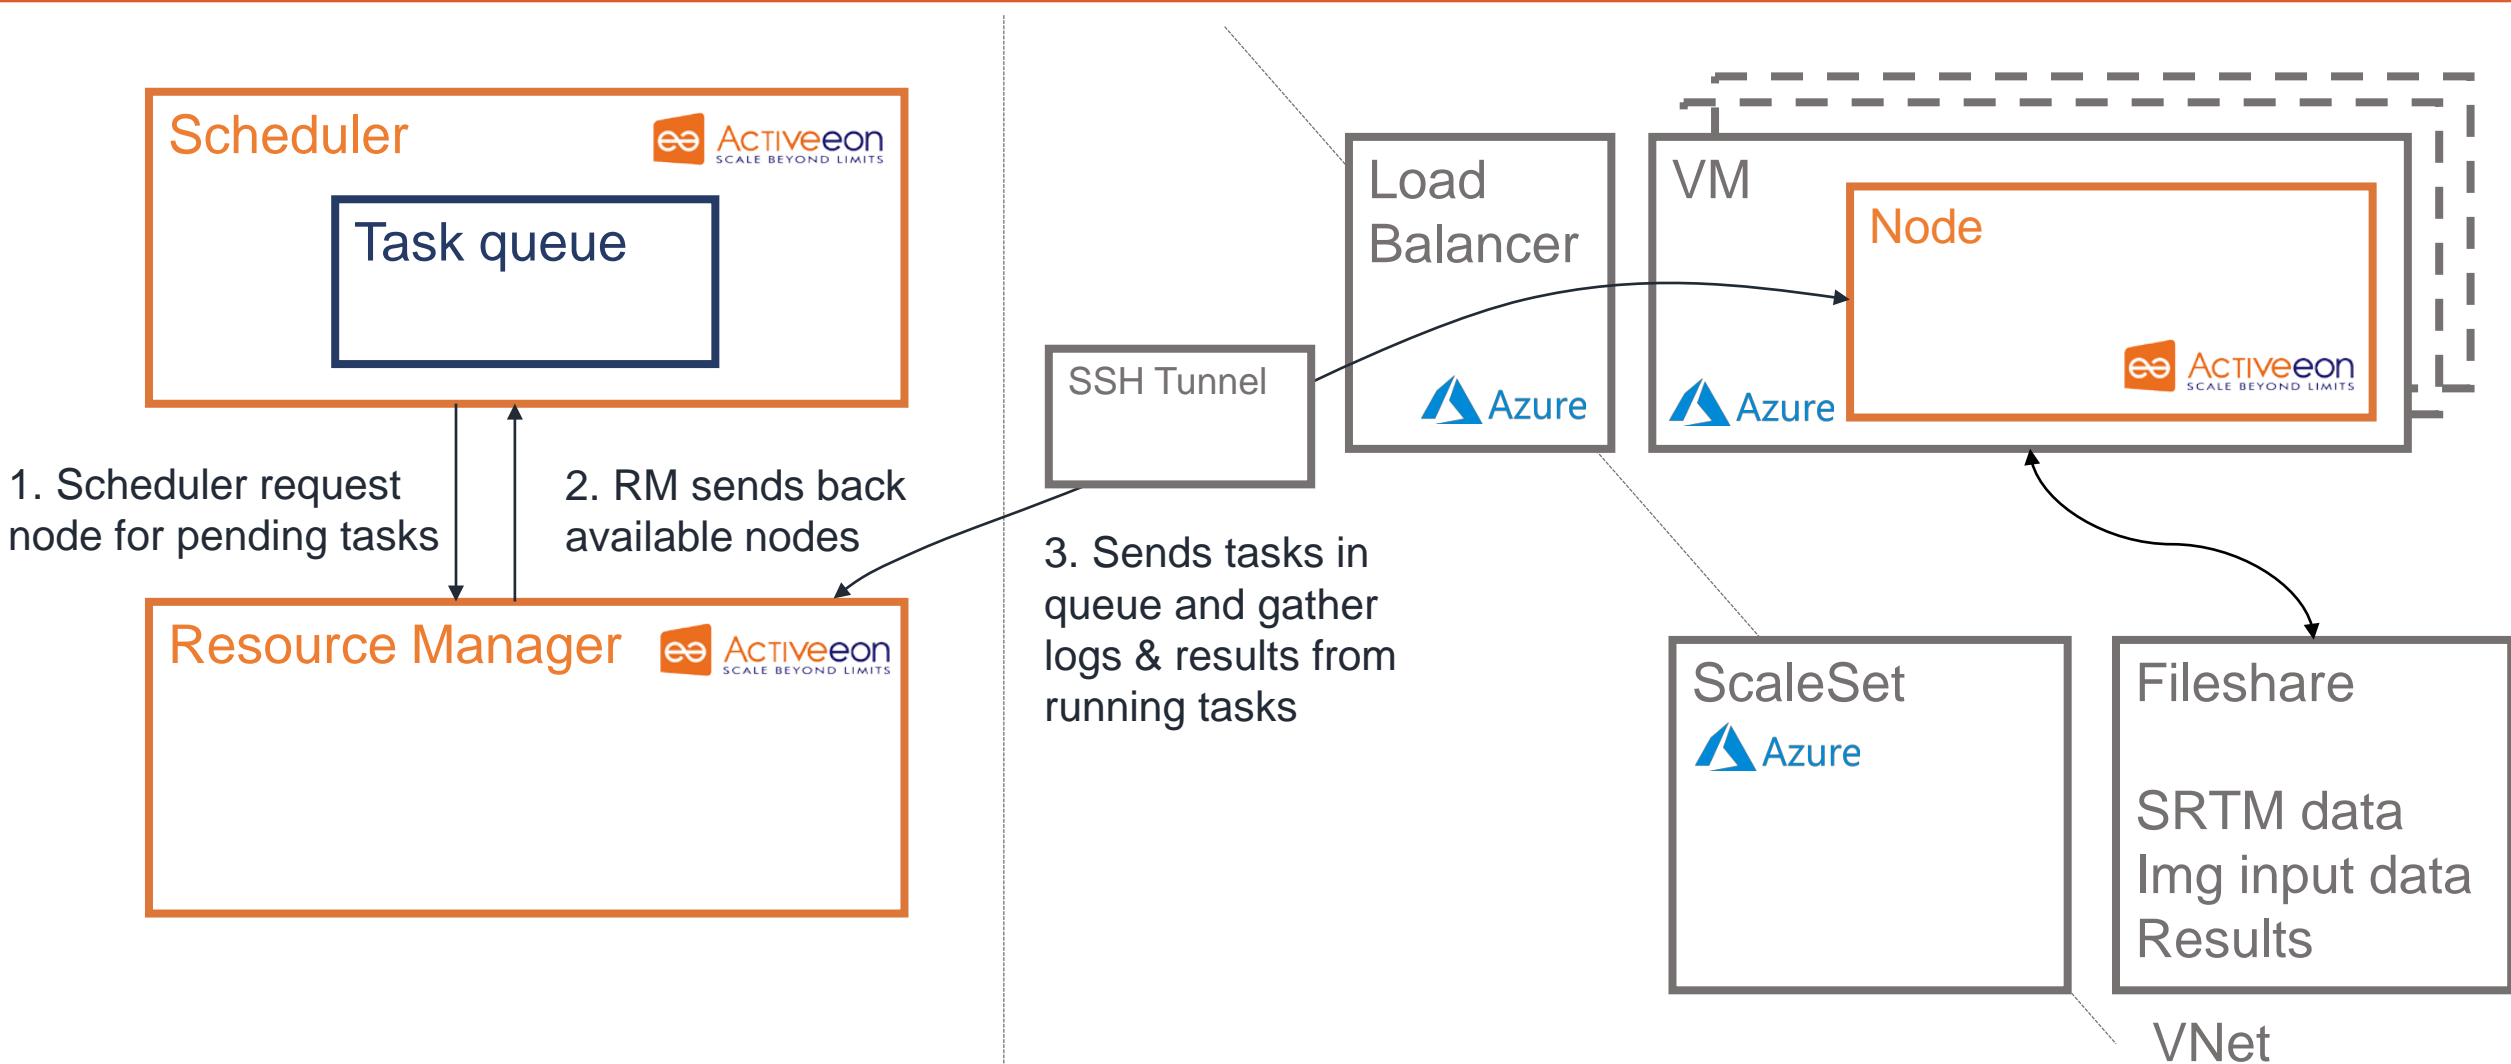 Scheduler
Activeeon
SCALE BEYOND LIMITS
Task queue
1. Scheduler request
node for pending tasks
2. RM sends back
available nodes
Resource Manager
Activeeon
SCALE BEYOND LIMITS
SSH Tunnel
3. Sends tasks in
queue and gather
logs & results from
running tasks
Load
Balancer
Azure
VM
Azure
Node
Activeeon
SCALE BEYOND LIMITS
ScaleSet
Azure
Fileshare
SRTM data
Img input data
Results
VNet